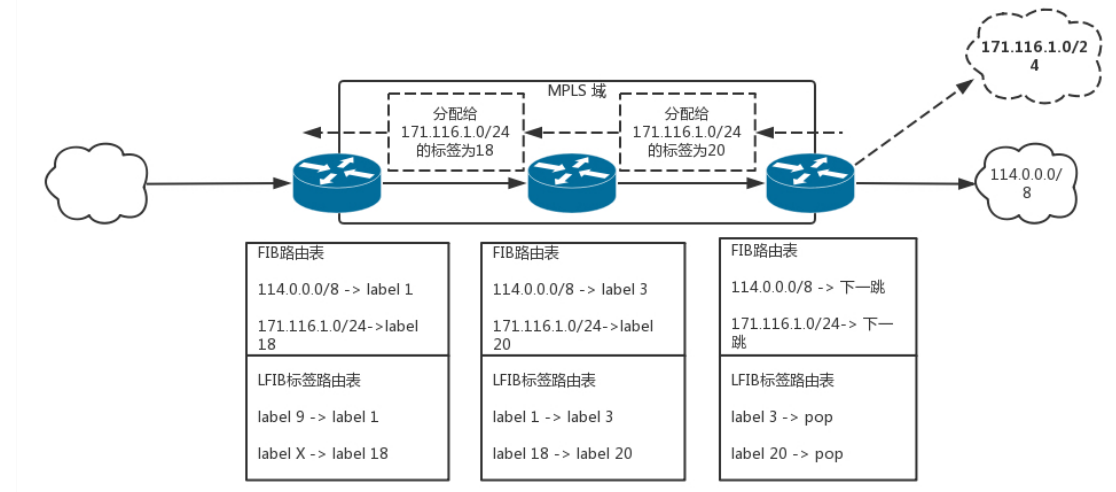 171.116.1.0/2
4
MPLS 域
分配给
171.116.1.0/24
的标签为18
分配给
171.116.1.0/24
的标签为20
114.0.0.0/
8
FIB路由表
114.0.0.0/8 -> label 1
171.116.1.0/24->label
18
LFIB标签路由表
label 9 -> label 1
label X -> label 18
FIB路由表
114.0.0.0/8 -> label 3
171.116.1.0/24->label
20
LFIB标签路由表
label 1 -> label 3
label 18 -> label 20
FIB路由表
114.0.0.0/8 -> 下一跳
171.116.1.0/24-> 下一
跳
LFIB标签路由表
label 3 -> pop
label 20 -> pop